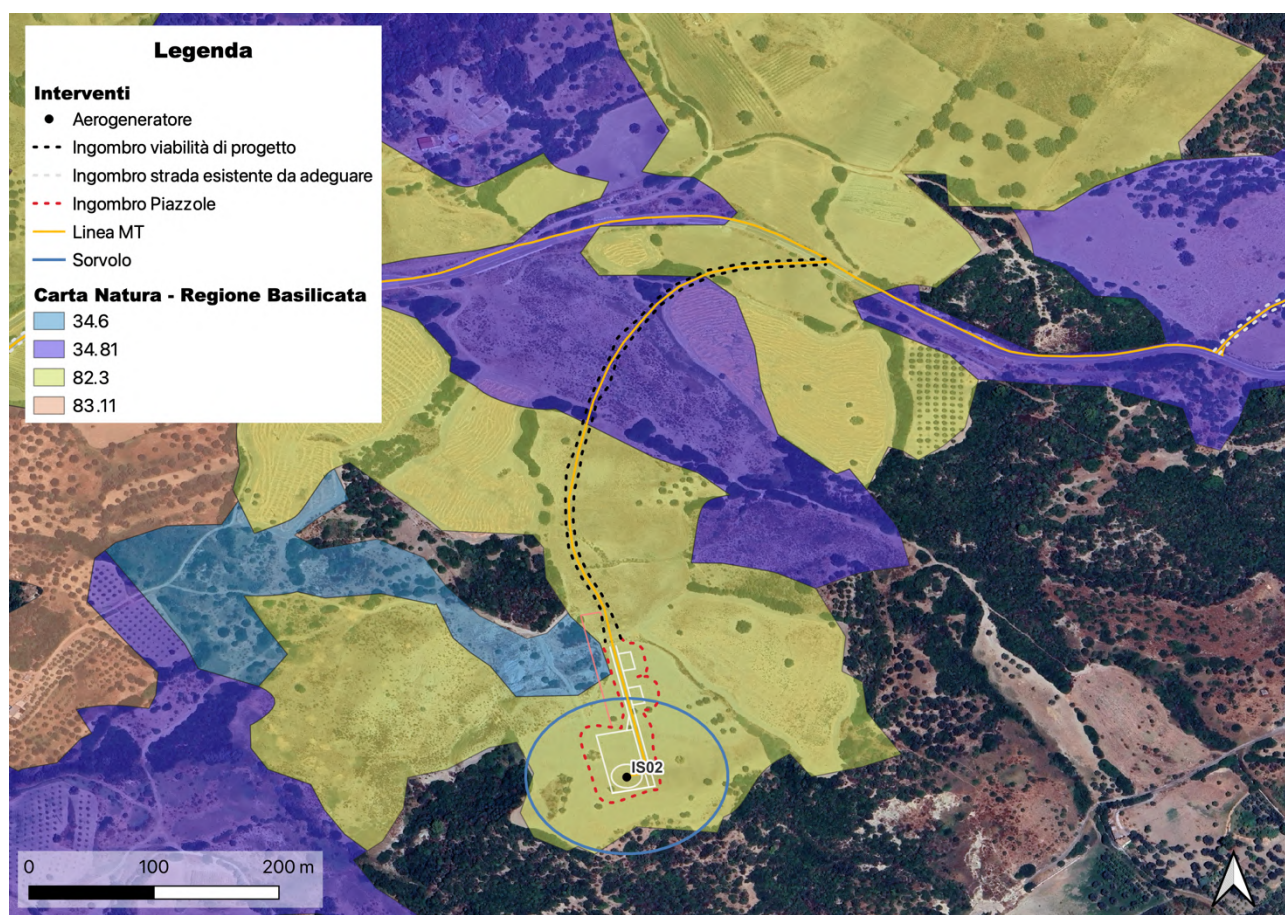 Legenda
Interventi
Aerogeneratore
Ingombro viabilità di progetto
Ingombro strada esistente da adeguare
Ingombro Piazzole
Linea MT
Sorvolo
Carta Natura - Regione Basilicata
34.6
34.81
82.3
83.11
IS02
0 100 200 m